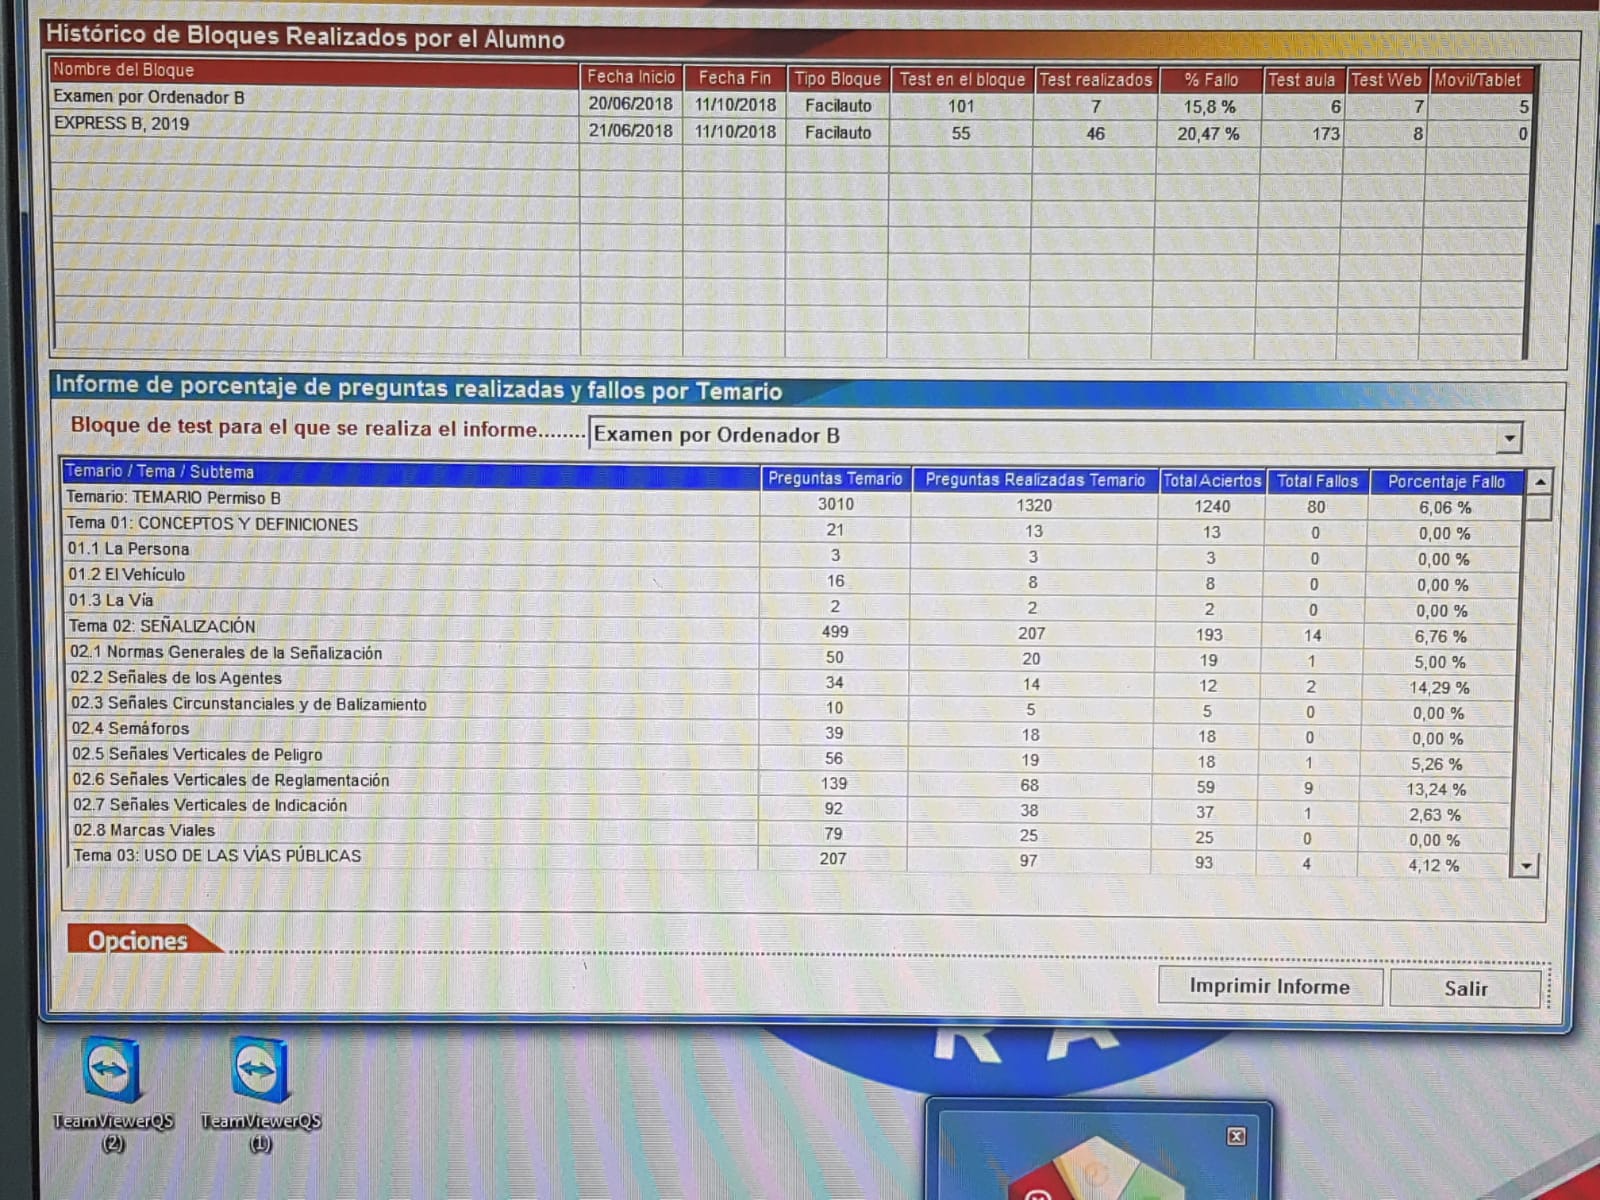 Histórico de Bloques Realizados por el Alumno
Nombre del Bloque Fecha Inicio Fecha Fin Tipo Bloque Test en el bloque Test realizados % Fallo Test aula Test Web Movil/Tablet
Examen por Ordenador B 20/06/2018 11/10/2018 Facilauto 101 7 15,8 % 6 7 5
EXPRESS B, 2019 21/06/2018 11/10/2018 Facilauto 55 46 20,47 % 173 8 0
Informe de porcentaje de preguntas realizadas y fallos por Temario
Bloque de test para el que se realiza el informe........ Examen por Ordenador B
Temario / Tema / Subtema Preguntas Temario Preguntas Realizadas Temario Total Aciertos Total Fallos Porcentaje Fallo
Temario: TEMARIO Permiso B 3010 1320 1240 80 6,06 %
Tema 01: CONCEPTOS Y DEFINICIONES 21 13 13 0 0,00 %
01.1 La Persona 3 3 3 0 0,00 %
01.2 El Vehículo 16 8 8 0 0,00 %
01.3 La Vía 2 2 2 0 0,00 %
Tema 02: SEÑALIZACIÓN 499 207 193 14 6,76 %
02.1 Normas Generales de la Señalización 50 20 19 1 5,00 %
02.2 Señales de los Agentes 34 14 12 2 14,29 %
02.3 Señales Circunstanciales y de Balizamiento 10 5 5 0 0,00 %
02.4 Semáforos 39 18 18 0 0,00 %
02.5 Señales Verticales de Peligro 56 19 18 1 5,26 %
02.6 Señales Verticales de Reglamentación 139 68 59 9 13,24 %
02.7 Señales Verticales de Indicación 92 38 37 1 2,63 %
02.8 Marcas Viales 79 25 25 0 0,00 %
Tema 03: USO DE LAS VÍAS PÚBLICAS 207 97 93 4 4,12 %
Opciones
Imprimir Informe Salir
R A
TeamViewerQS (2)
TeamViewerQS (1)